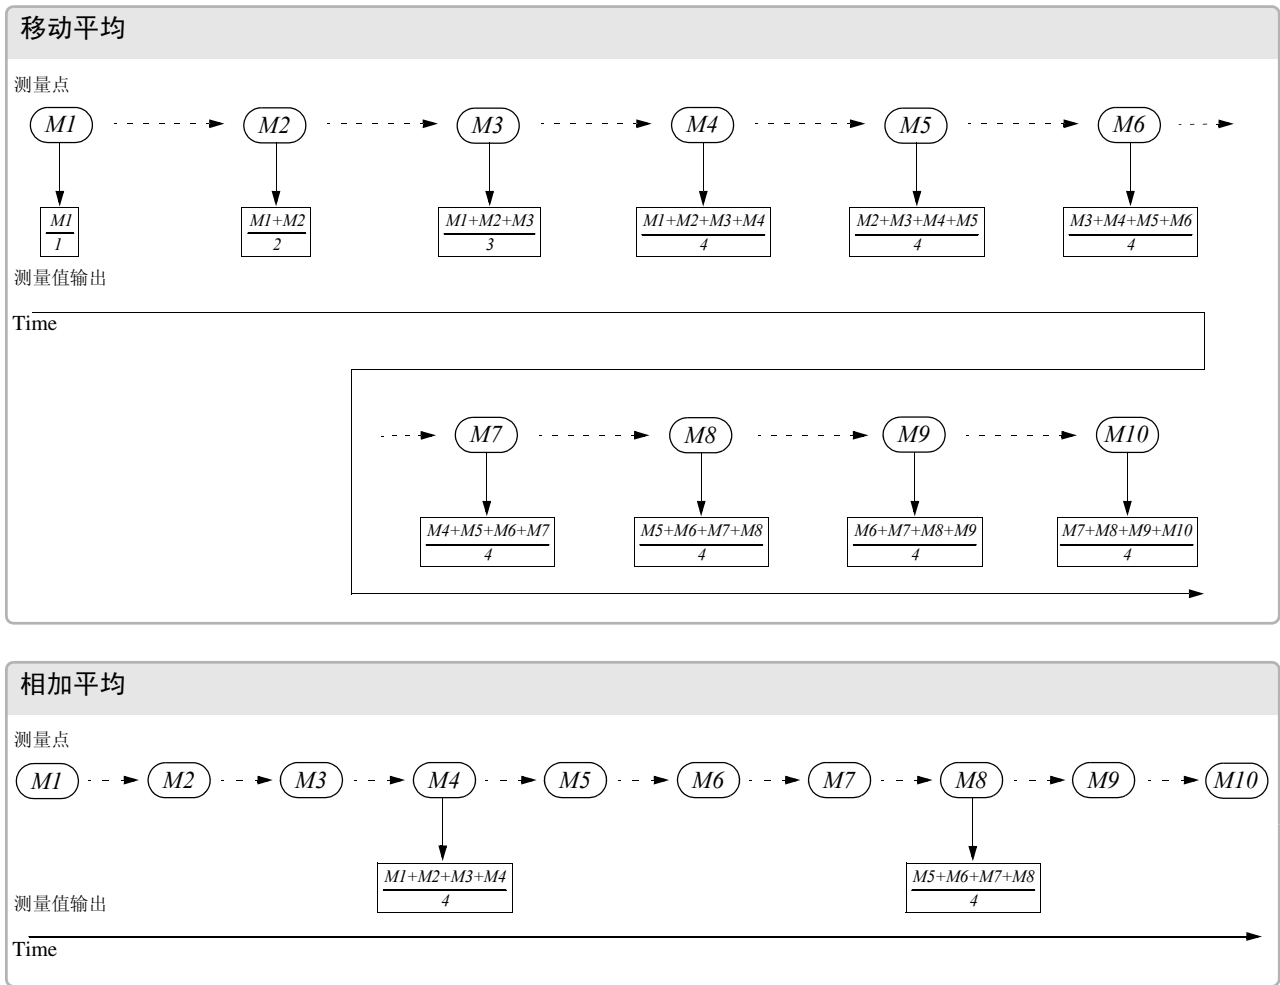 移动平均
测量点
M1 M2 M3 M4 M5 M6
M1 M1+M2 M1+M2+M3 M1+M2+M3+M4 M2+M3+M4+M5 M3+M4+M5+M6
1 2 3 4 4 4
测量值输出
Time
M7 M8 M9 M10
M4+M5+M6+M7 M5+M6+M7+M8 M6+M7+M8+M9 M7+M8+M9+M10
4 4 4 4
相加平均
测量点
M1 M2 M3 M4 M5 M6 M7 M8 M9 M10
M1+M2+M3+M4 M5+M6+M7+M8
4 4
测量值输出
Time